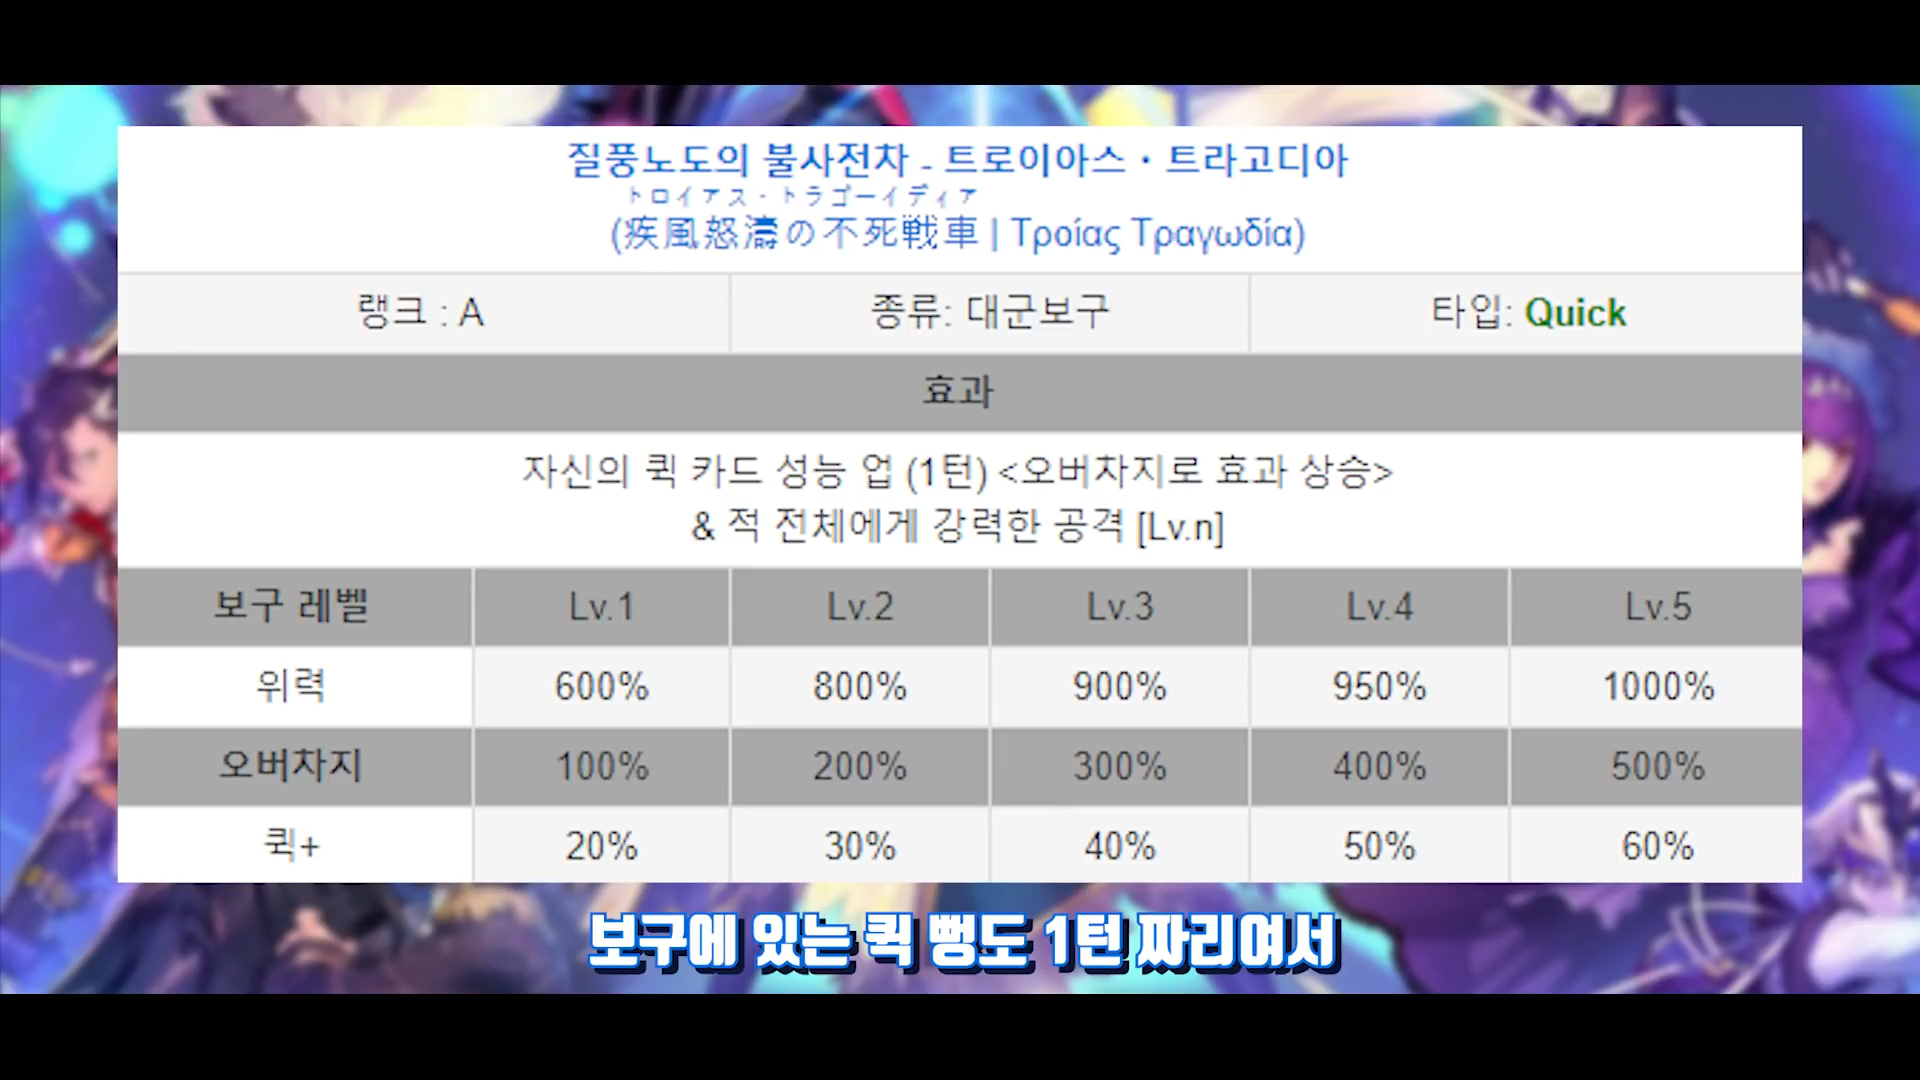 질풍노도의 불사전차 - 트로이아스・트라고디아
トロイアス・トラゴーイディア
(疾風怒濤の不死戦車 | Τροίας Τραγωδία)
랭크 : A 종류: 대군보구 타입: Quick
효과
자신의 퀵 카드 성능 업 (1턴) <오버차지로 효과 상승>
& 적 전체에게 강력한 공격 [Lv.n]
보구 레벨 Lv.1 Lv.2 Lv.3 Lv.4 Lv.5
위력 600% 800% 900% 950% 1000%
오버차지 100% 200% 300% 400% 500%
퀵+ 20% 30% 40% 50% 60%
보구에 있는 퀵 뻥도 1턴 짜리여서